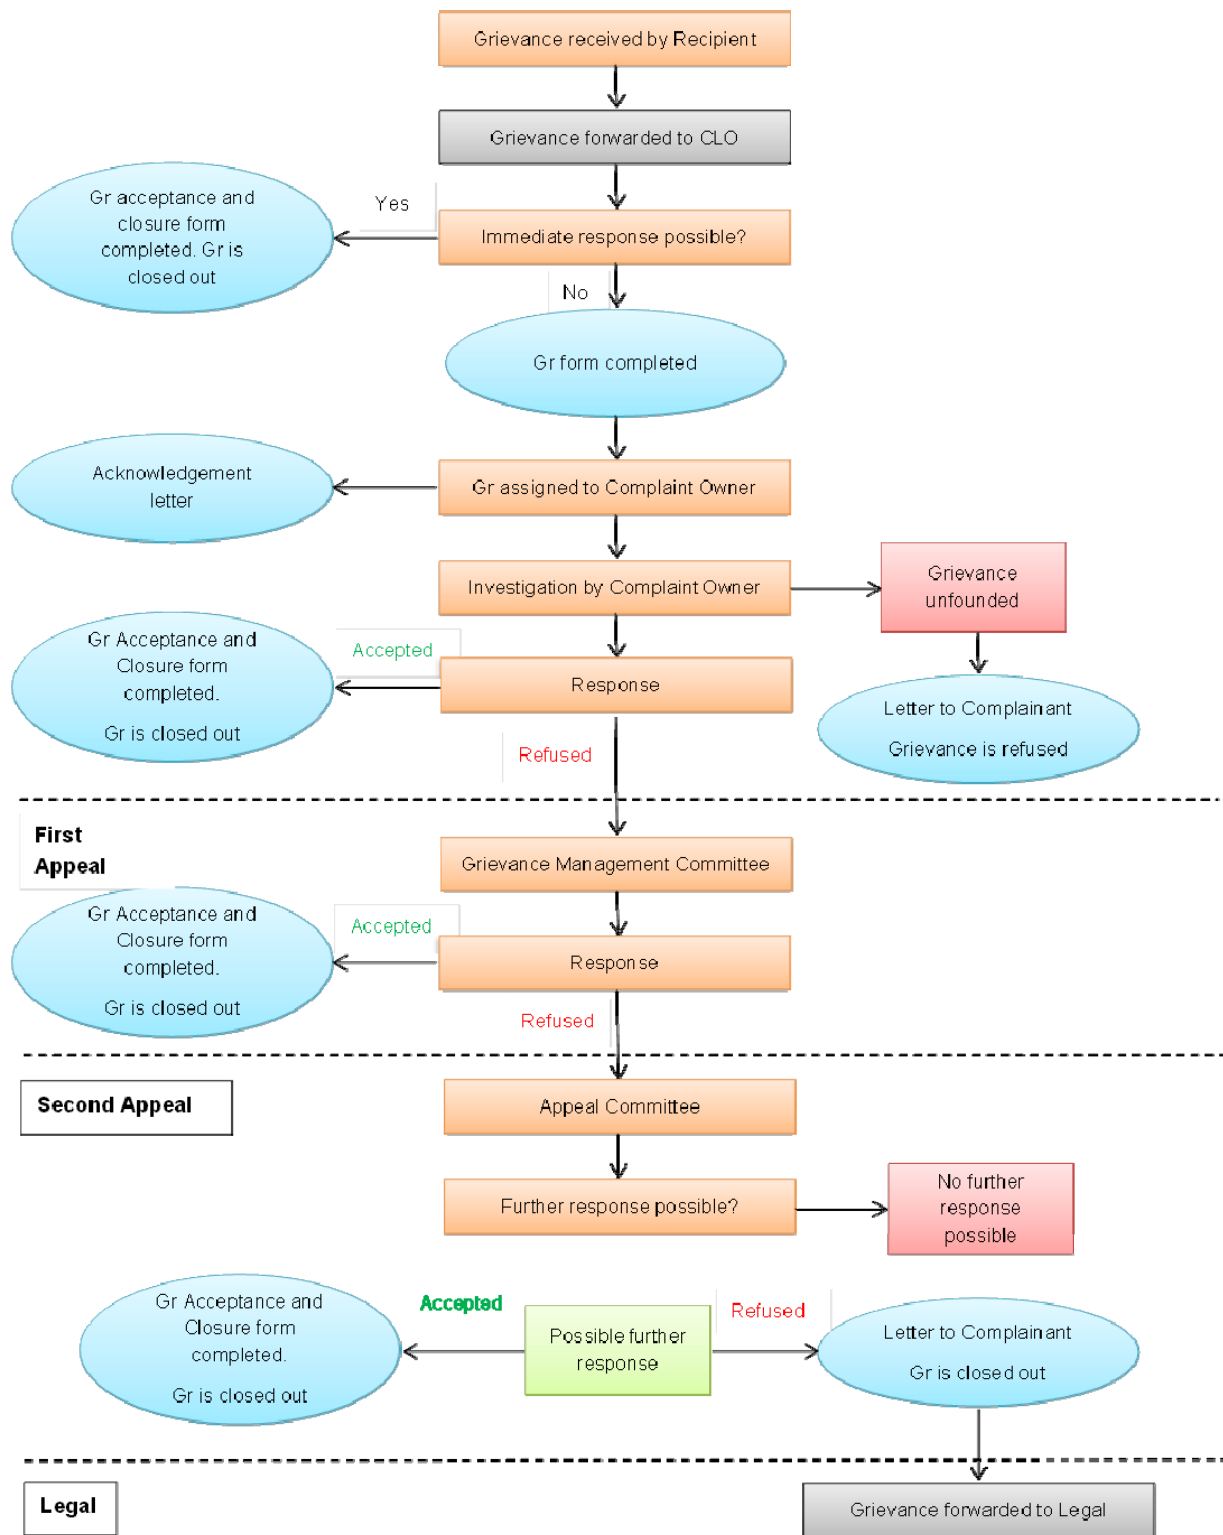 Grievance received by Recipient
Grievance forwarded to CLO
Gr acceptance and
closure form
completed. Gr is
closed out
Yes
Immediate response possible?
No
Gr form completed
Acknowledgement
letter
Gr assigned to Complaint Owner
Investigation by Complaint Owner
Grievance
unfounded
Gr Acceptance and
Closure form
completed.
Gr is closed out
Accepted
Response
Letter to Complainant
Grievance is refused
Refused
First
Appeal
Grievance Management Committee
Gr Acceptance and
Closure form
completed.
Gr is closed out
Accepted
Response
Refused
Second Appeal
Appeal Committee
Further response possible?
No further
response
possible
Gr Acceptance and
Closure form
completed.
Gr is closed out
Accepted
Possible further
response
Refused
Letter to Complainant
Gr is closed out
Legal
Grievance forwarded to Legal